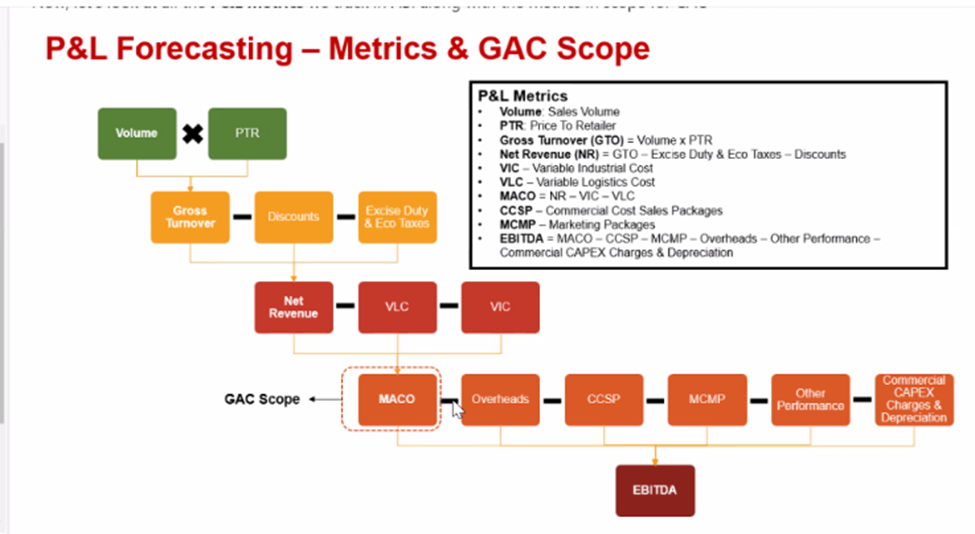 P&L Forecasting – Metrics & GAC Scope
P&L Metrics
• Volume: Sales Volume
• PTR: Price To Retailer
• Gross Turnover (GTO) = Volume x PTR
• Net Revenue (NR) = GTO – Excise Duty & Eco Taxes – Discounts
• VIC – Variable Industrial Cost
• VLC – Variable Logistics Cost
• MACO = NR – VIC – VLC
• CCSP – Commercial Cost Sales Packages
• MCMP – Marketing Packages
• EBITDA = MACO – CCSP – MCMP – Overheads – Other Performance –
Commercial CAPEX Charges & Depreciation
Volume
PTR
Gross
Turnover
Discounts
Excise Duty
& Eco Taxes
Net
Revenue
VLC
VIC
GAC Scope
MACO
Overheads
CCSP
MCMP
Other
Performance
Commercial
CAPEX
Charges &
Depreciation
EBITDA